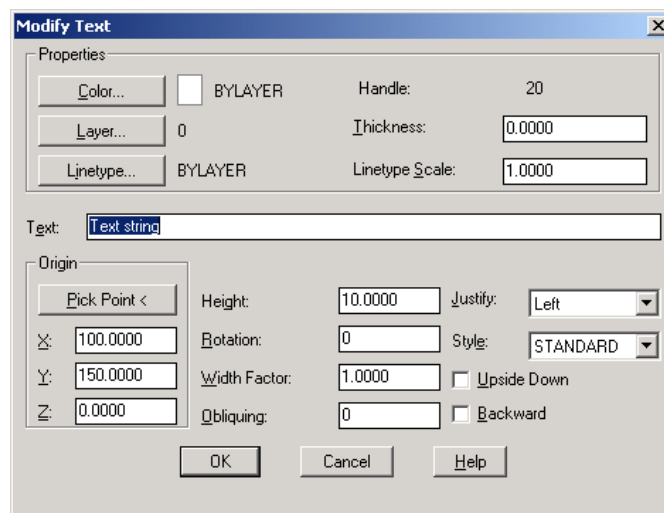 Modify Text
Properties
Color... BYLAYER Handle: 20
Layer... 0 Thickness: 0.0000
Linetype... BYLAYER Linetype Scale: 1.0000
Text: Text string
Origin
Pick Point < Height: 10.0000 Justify: Left
X: 100.0000 Rotation: 0 Style: STANDARD
Y: 150.0000 Width Factor: 1.0000 Upside Down
Z: 0.0000 Obliquing: 0 Backward
OK Cancel Help